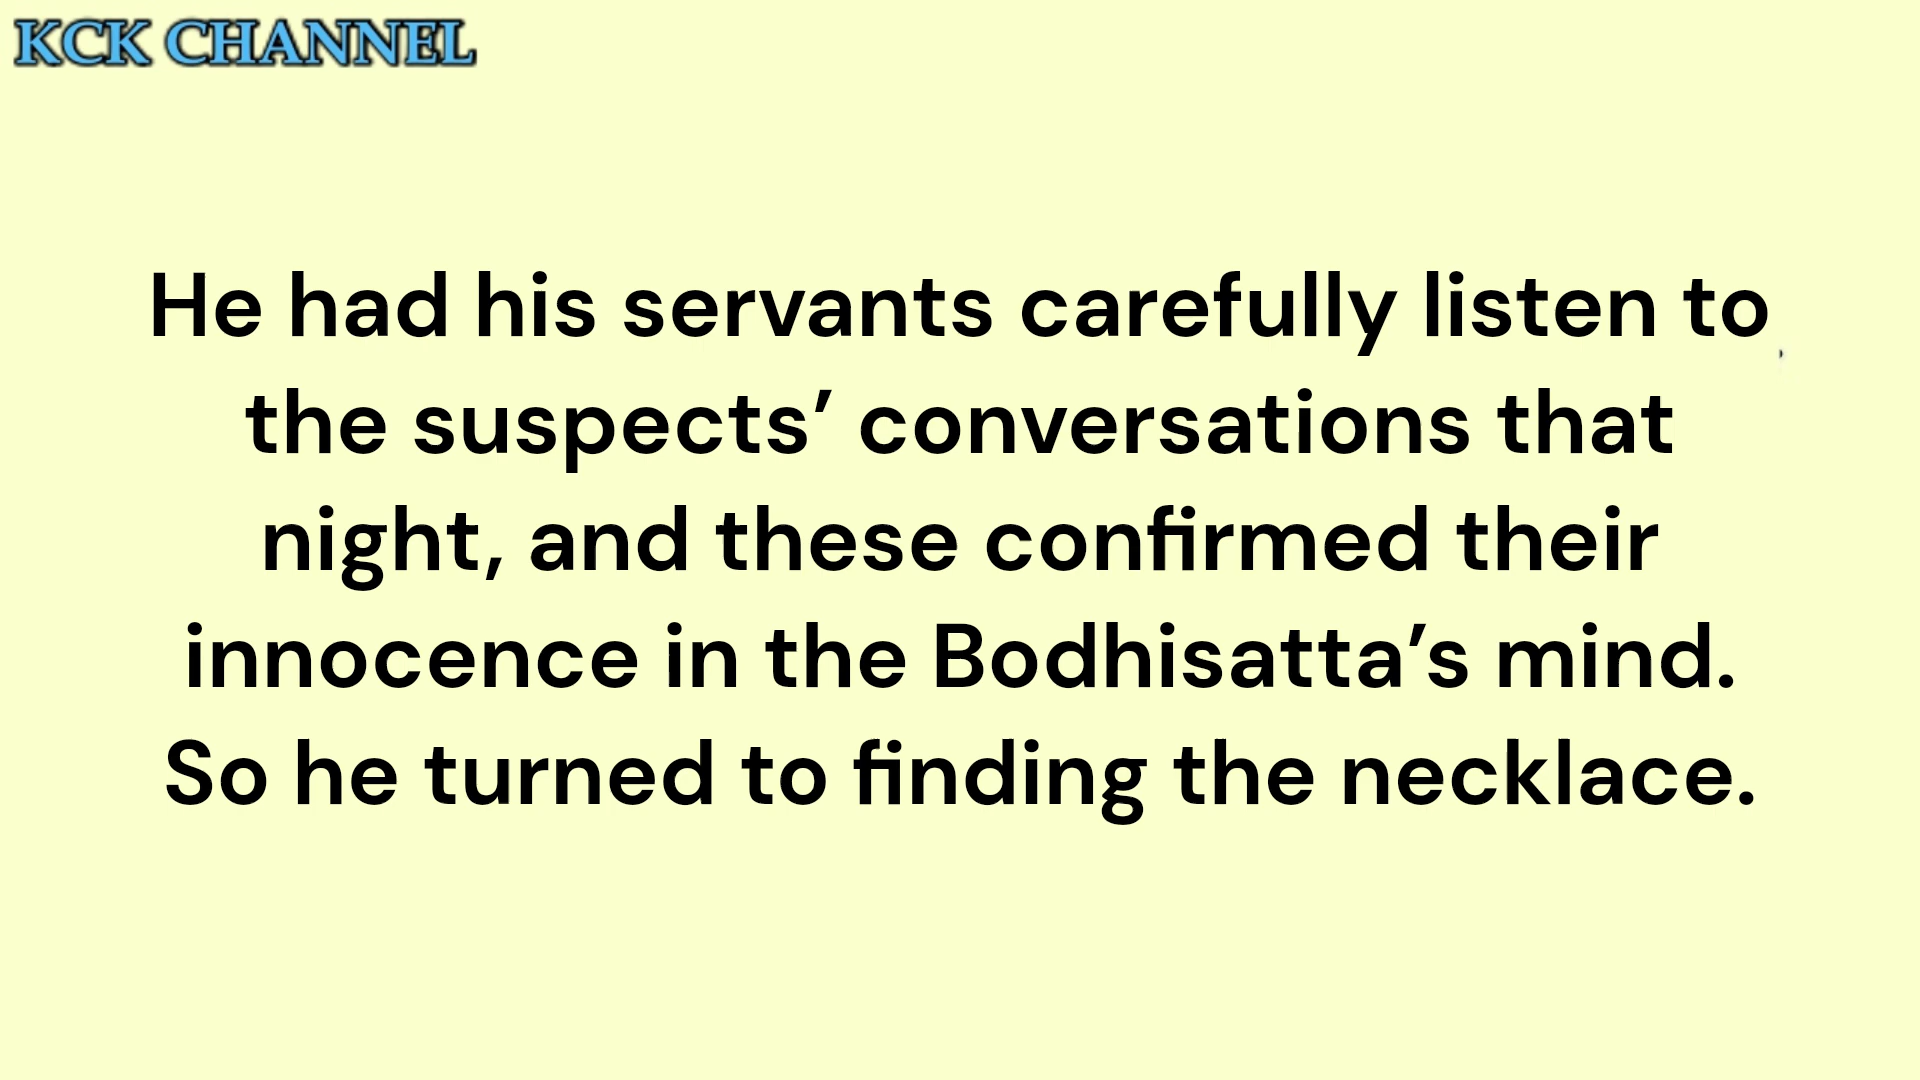 KCK CHANNEL
He had his servants carefully listen to
the suspects’ conversations that
night, and these confirmed their
innocence in the Bodhisatta’s mind.
So he turned to finding the necklace.